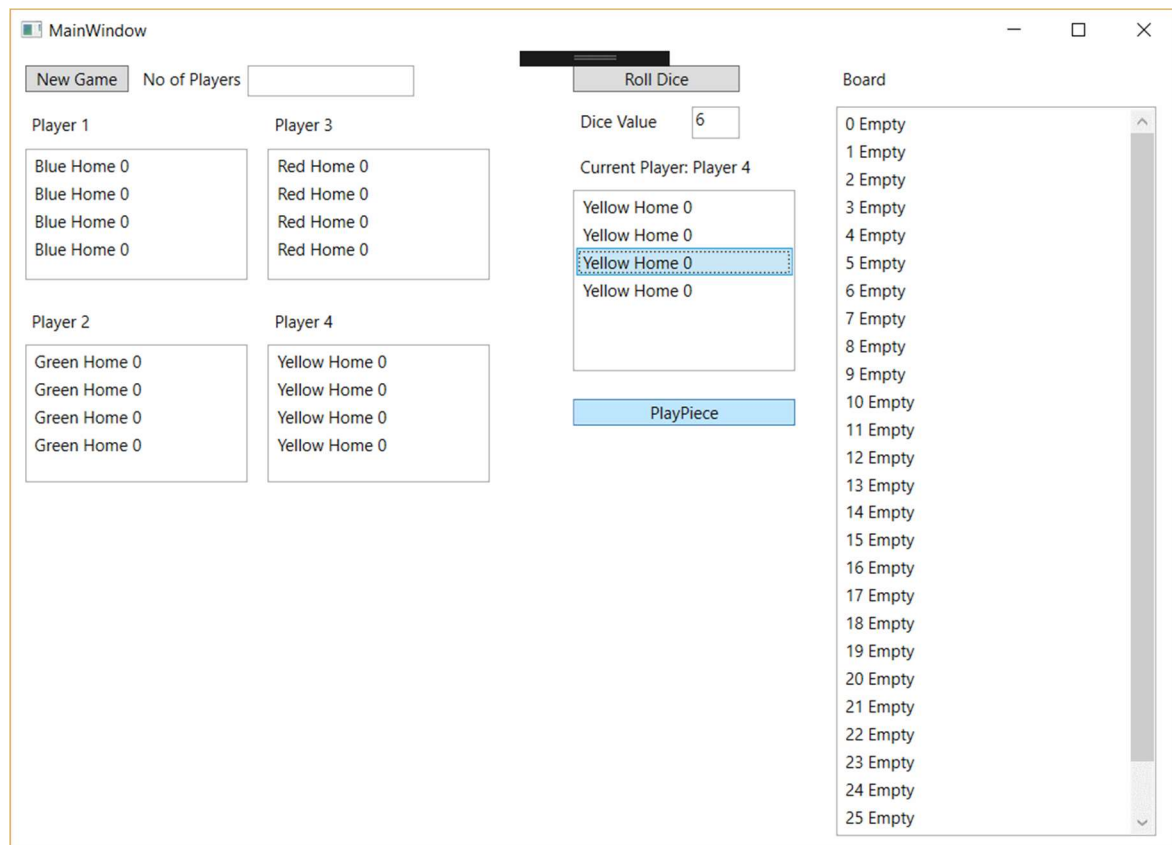 MainWindow
New Game No of Players
Player 1
Blue Home 0
Blue Home 0
Blue Home 0
Blue Home 0
Player 3
Red Home 0
Red Home 0
Red Home 0
Red Home 0
Player 2
Green Home 0
Green Home 0
Green Home 0
Green Home 0
Player 4
Yellow Home 0
Yellow Home 0
Yellow Home 0
Yellow Home 0
Roll Dice
Dice Value 6
Current Player: Player 4
Yellow Home 0
Yellow Home 0
Yellow Home 0
Yellow Home 0
PlayPiece
Board
0 Empty
1 Empty
2 Empty
3 Empty
4 Empty
5 Empty
6 Empty
7 Empty
8 Empty
9 Empty
10 Empty
11 Empty
12 Empty
13 Empty
14 Empty
15 Empty
16 Empty
17 Empty
18 Empty
19 Empty
20 Empty
21 Empty
22 Empty
23 Empty
24 Empty
25 Empty